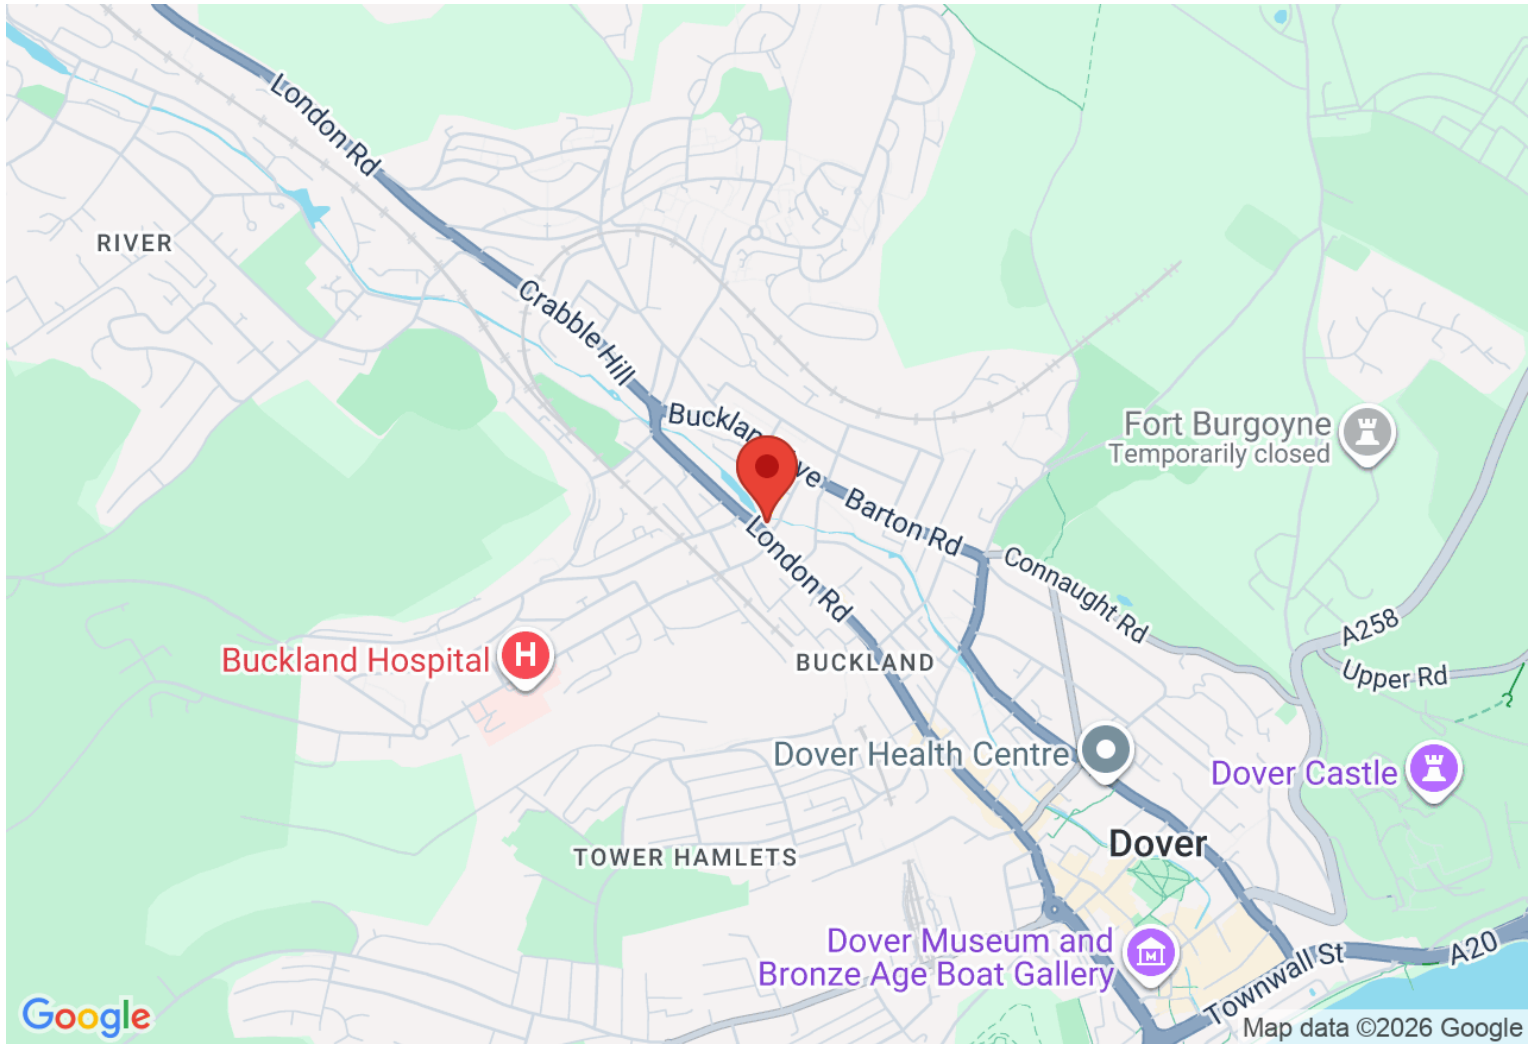 London Rd
RIVER
Crabble Hill
Buckland
ve
Barton Rd
Fort Burgoyne
Temporarily closed
London Rd
Connaught Rd
A258
Upper Rd
Buckland Hospital
H
BUCKLAND
Dover Health Centre
Dover Castle
TOWER HAMLETS
Dover
Dover Museum and
Bronze Age Boat Gallery
M
Townwall St
A20
Google
Map data ©2026 Google